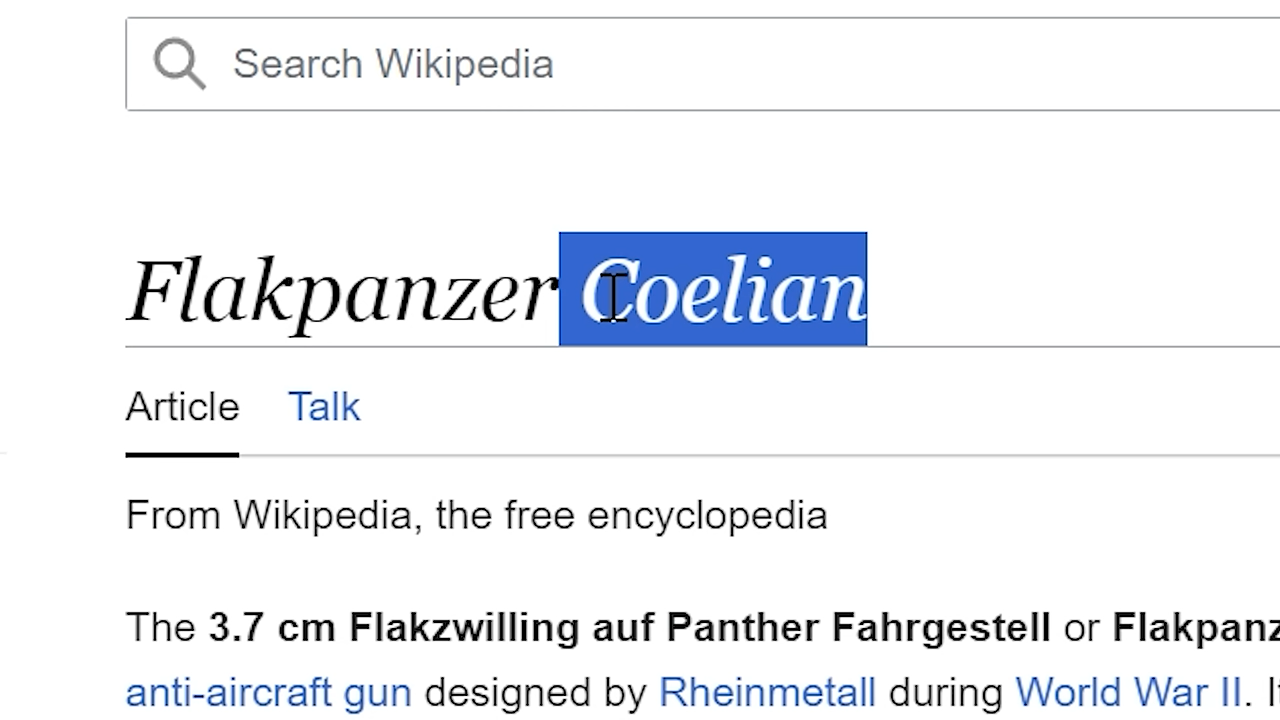 Search Wikipedia
Flakpanzer Coelian
Article Talk
From Wikipedia, the free encyclopedia
The 3.7 cm Flakzwilling auf Panther Fahrgestell or Flakpanz
anti-aircraft gun designed by Rheinmetall during World War II. It